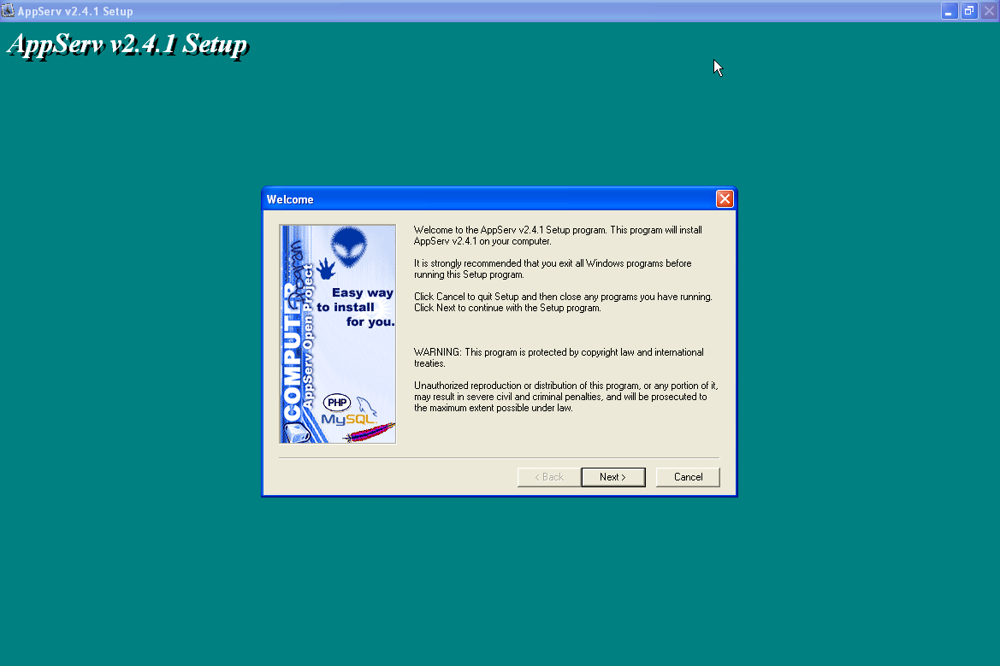 AppServ v2.4.1 Setup
AppServ v2.4.1 Setup
Welcome
Program
COMPUTER
AppServ Open Project
Easy way
to install
for you.
PHP
MySQL
Welcome to the AppServ v2.4.1 Setup program. This program will install
AppServ v2.4.1 on your computer.
It is strongly recommended that you exit all Windows programs before
running this Setup program.
Click Cancel to quit Setup and then close any programs you have running.
Click Next to continue with the Setup program.
WARNING: This program is protected by copyright law and international
treaties.
Unauthorized reproduction or distribution of this program, or any portion of it,
may result in severe civil and criminal penalties, and will be prosecuted to
the maximum extent possible under law.
< Back
Next >
Cancel